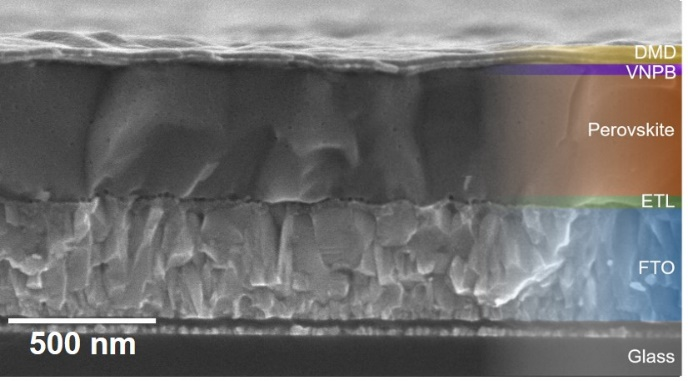 DMD
VNPB
Perovskite
ETL
FTO
500 nm
Glass